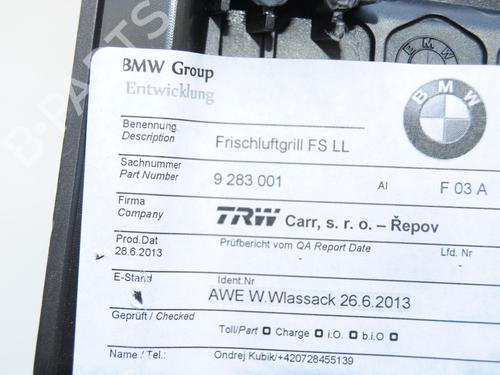 BMW Group
Entwicklung
BMW
Benennung
Description
Frischluftgrill FS LL
Sachnummer
Part Number
9 283 001
AI
F 03 A
Firma
Company
TRW Carr, s. r. o. – Řepov
Prod.Dat
28.6.2013
Prüfbericht vom QA Report Date
Lfd. Nr
E-Stand
Ident.Nr
AWE W.Wlassack 26.6.2013
Geprüft / Checked
Toll/Part Charge i.O. b.i.O
Name / Tel.:
Ondrej Kubik/+420728455139